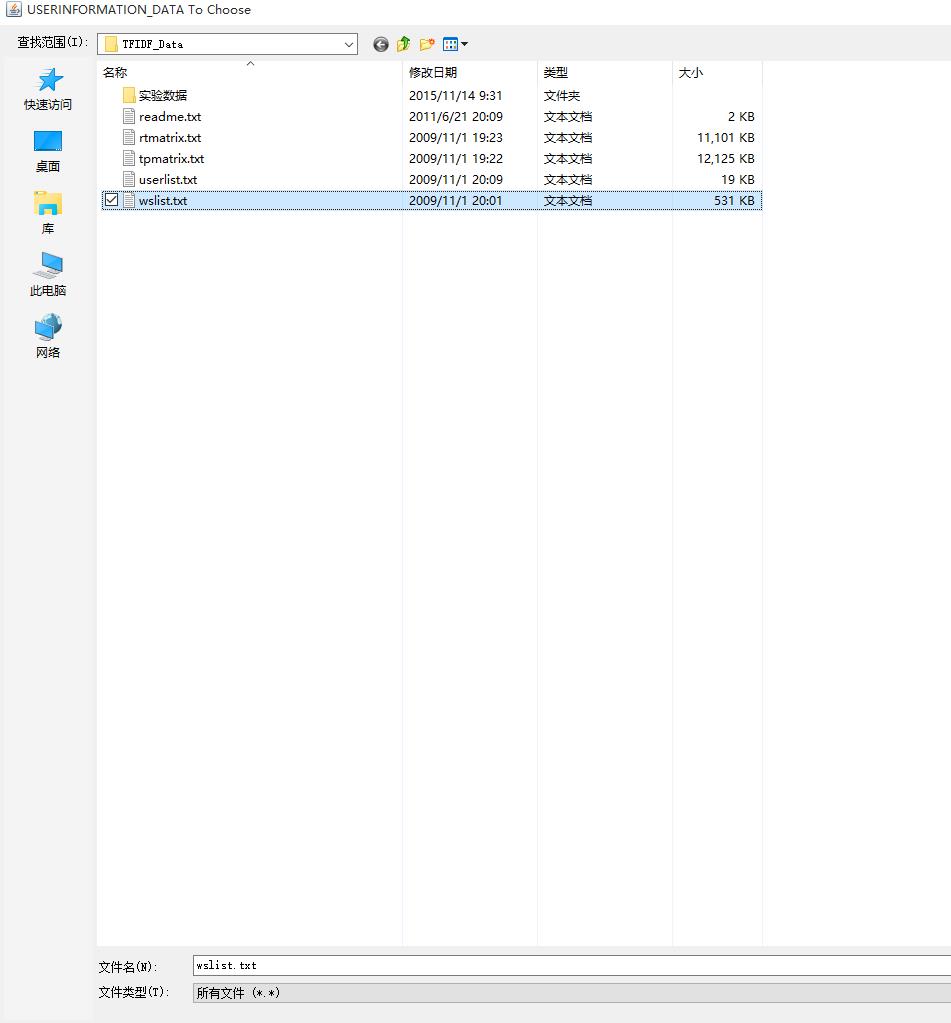 USERINFORMATION_DATA To Choose
查找范围(I): TFIDF_Data
名称 修改日期 类型 大小
实验数据 2015/11/14 9:31 文件夹
readme.txt 2011/6/21 20:09 文本文档 2 KB
rtmatrix.txt 2009/11/1 19:23 文本文档 11,101 KB
tpmatrix.txt 2009/11/1 19:22 文本文档 12,125 KB
userlist.txt 2009/11/1 20:09 文本文档 19 KB
wslist.txt 2009/11/1 20:01 文本文档 531 KB
快速访问
桌面
库
此电脑
网络
文件名(N): wslist.txt
文件类型(T): 所有文件 (*.*)